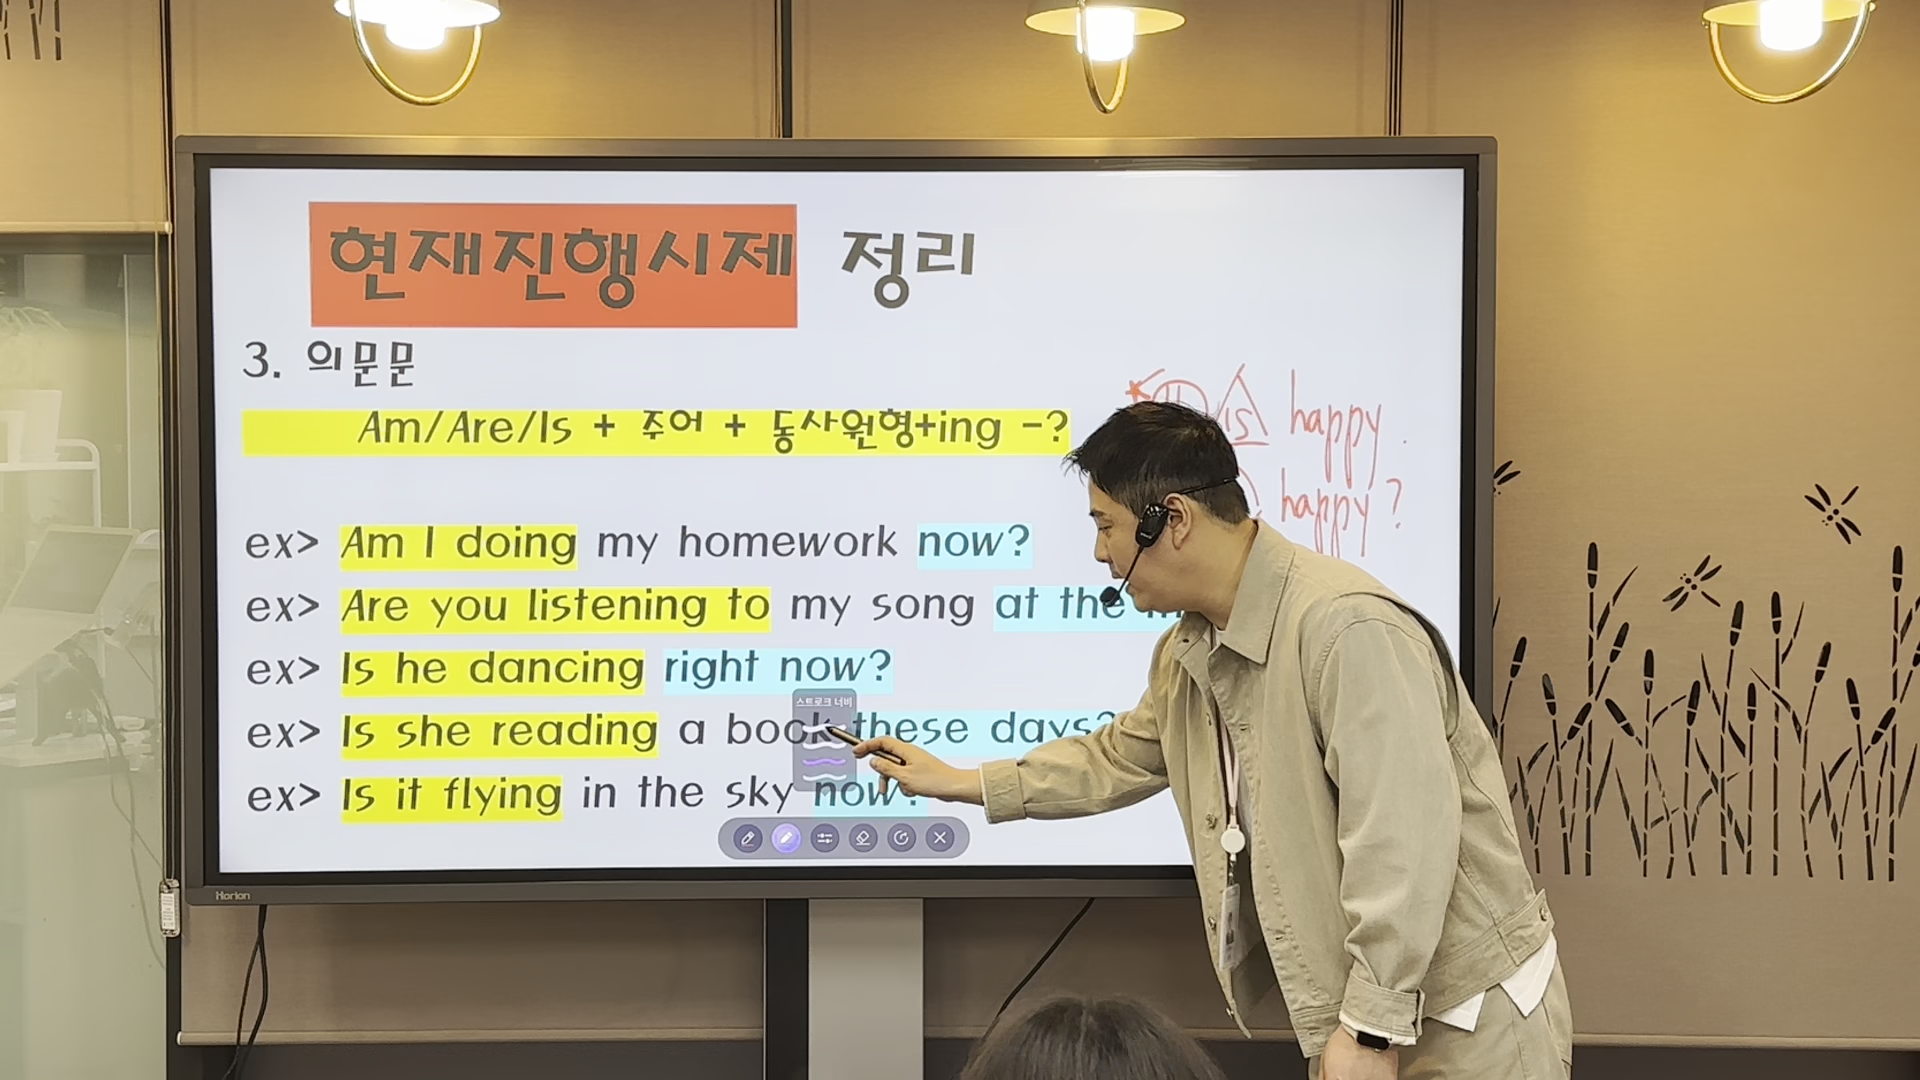 현재진행시제 정리
3. 의문문
Am/Are/Is + 주어 + 동사원형+ing -?
is happy.
happy?
ex> Am I doing my homework now?
ex> Are you listening to my song at the
ex> Is he dancing right now?
스트로크 너비
ex> Is she reading a book these days?
ex> Is it flying in the sky now?
Horion